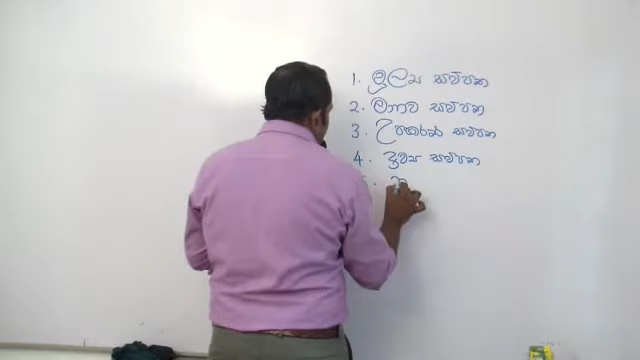 1. මූල්‍ය සම්පත
2. මානව සම්පත
3. උපකරණ සම්පත
4. ද්‍රව්‍ය සම්පත